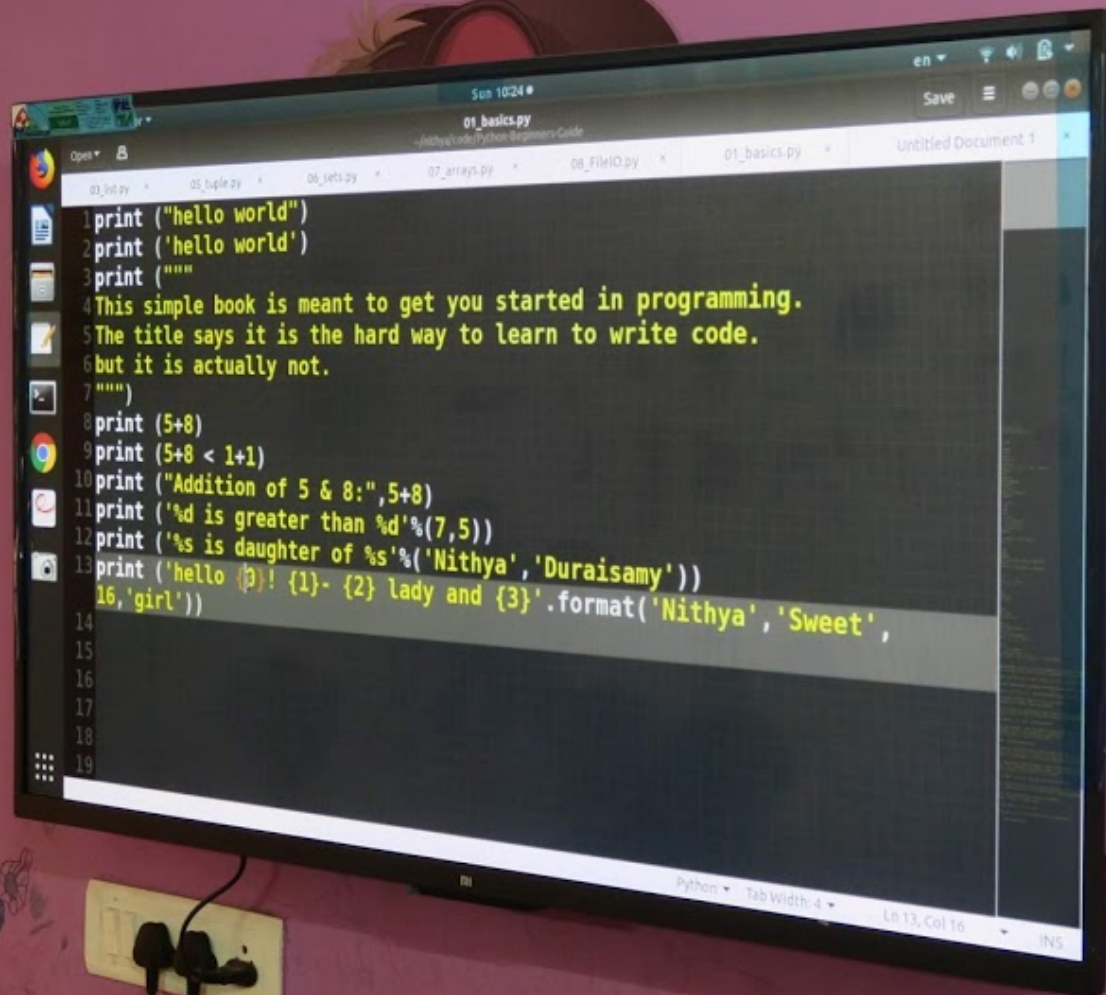 en
Sun 10:24
Open
01_basics.py
~/nithya/code/Python-Beginners-Guide
Save
03_list.py
05_tuple.py
06_sets.py
07_arrays.py
08_FileIO.py
01_basics.py
Untitled Document 1
1 print ("hello world")
2 print ('hello world')
3 print ("""
4 This simple book is meant to get you started in programming.
5 The title says it is the hard way to learn to write code.
6 but it is actually not.
7 """)
8 print (5+8)
9 print (5+8 < 1+1)
10 print ("Addition of 5 & 8:",5+8)
11 print ('%d is greater than %d'%(7,5))
12 print ('%s is daughter of %s'%('Nithya','Duraisamy'))
13 print ('hello {0}! {1}- {2} lady and {3}'.format('Nithya','Sweet',
16,'girl'))
14
15
16
17
18
19
Python
Tab Width: 4
Ln 13, Col 16
INS
mi